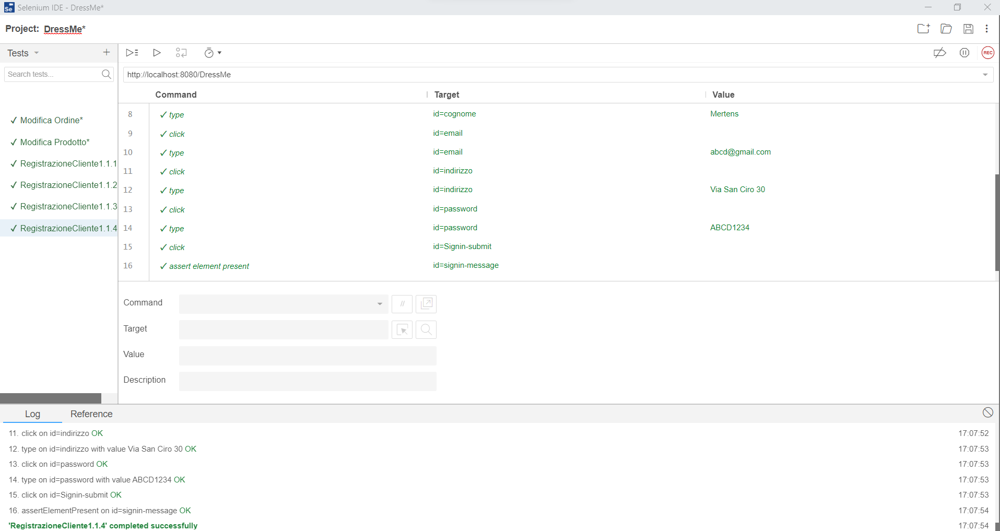 Se Selenium IDE - DressMe*
Project: DressMe*
Tests
Search tests...
✓ Modifica Ordine*
✓ Modifica Prodotto*
✓ RegistrazioneCliente1.1.1
✓ RegistrazioneCliente1.1.2
✓ RegistrazioneCliente1.1.3
✓ RegistrazioneCliente1.1.4
REC
http://localhost:8080/DressMe
Command Target Value
8 ✓ type id=cognome Mertens
9 ✓ click id=email
10 ✓ type id=email abcd@gmail.com
11 ✓ click id=indirizzo
12 ✓ type id=indirizzo Via San Ciro 30
13 ✓ click id=password
14 ✓ type id=password ABCD1234
15 ✓ click id=Signin-submit
16 ✓ assert element present id=signin-message
Command //
Target
Value
Description
Log Reference
11. click on id=indirizzo OK 17:07:52
12. type on id=indirizzo with value Via San Ciro 30 OK 17:07:53
13. click on id=password OK 17:07:53
14. type on id=password with value ABCD1234 OK 17:07:53
15. click on id=Signin-submit OK 17:07:53
16. assertElementPresent on id=signin-message OK 17:07:54
'RegistrazioneCliente1.1.4' completed successfully 17:07:54